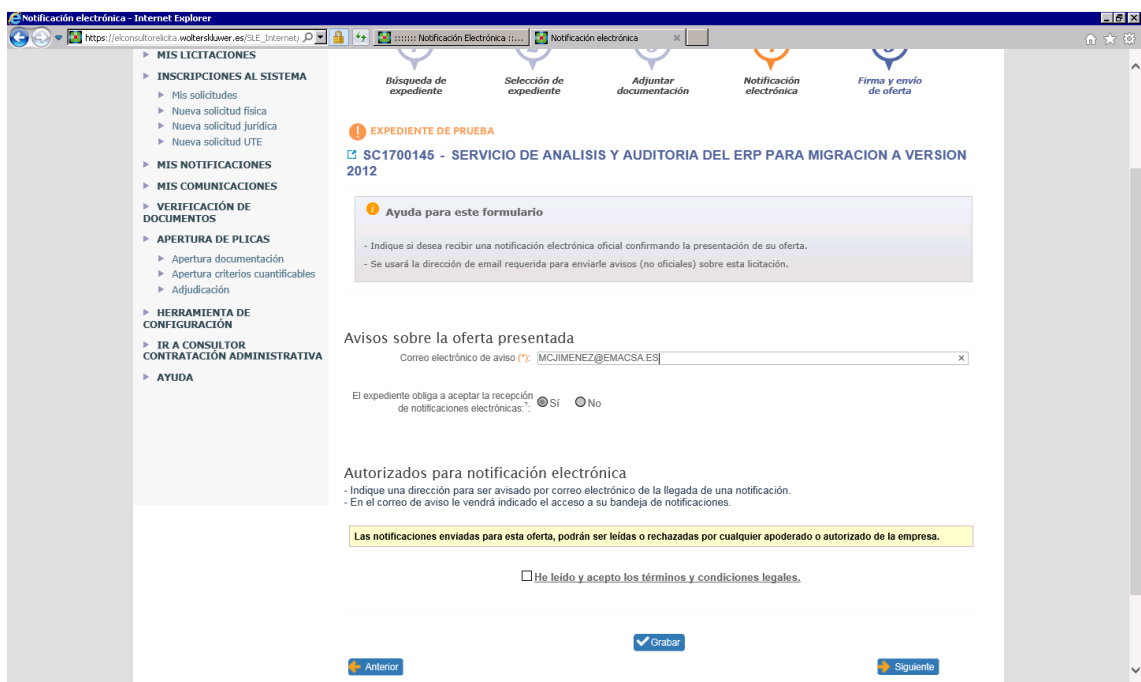 Notificación electrónica - Internet Explorer
https://elconsultorelicita.wolterskluwer.es/SLE_Internet/
::::::: Notificación Electrónica ::...
Notificación electrónica
MIS LICITACIONES
INSCRIPCIONES AL SISTEMA
Mis solicitudes
Nueva solicitud física
Nueva solicitud jurídica
Nueva solicitud UTE
MIS NOTIFICACIONES
MIS COMUNICACIONES
VERIFICACIÓN DE
DOCUMENTOS
APERTURA DE PLICAS
Apertura documentación
Apertura criterios cuantificables
Adjudicación
HERRAMIENTA DE
CONFIGURACIÓN
IR A CONSULTOR
CONTRATACIÓN ADMINISTRATIVA
AYUDA
Búsqueda de
expediente
Selección de
expediente
Adjuntar
documentación
Notificación
electrónica
Firma y envío
de oferta
EXPEDIENTE DE PRUEBA
SC1700145 - SERVICIO DE ANALISIS Y AUDITORIA DEL ERP PARA MIGRACION A VERSION
2012
Ayuda para este formulario
- Indique si desea recibir una notificación electrónica oficial confirmando la presentación de su oferta.
- Se usará la dirección de email requerida para enviarle avisos (no oficiales) sobre esta licitación.
Avisos sobre la oferta presentada
Correo electrónico de aviso (*): MCJIMENEZ@EMACSA.ES
El expediente obliga a aceptar la recepción
de notificaciones electrónicas:?: Sí No
Autorizados para notificación electrónica
- Indique una dirección para ser avisado por correo electrónico de la llegada de una notificación.
- En el correo de aviso le vendrá indicado el acceso a su bandeja de notificaciones.
Las notificaciones enviadas para esta oferta, podrán ser leídas o rechazadas por cualquier apoderado o autorizado de la empresa.
He leído y acepto los términos y condiciones legales.
Grabar
Anterior
Siguiente